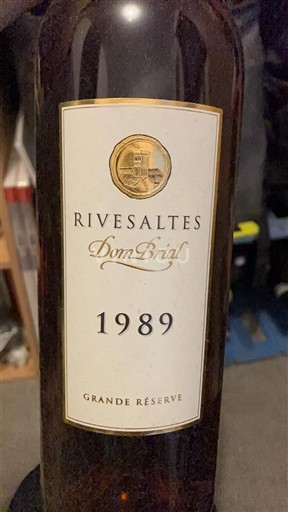 RIVESALTES
Dom Brial
1989
GRANDE RÉSERVE